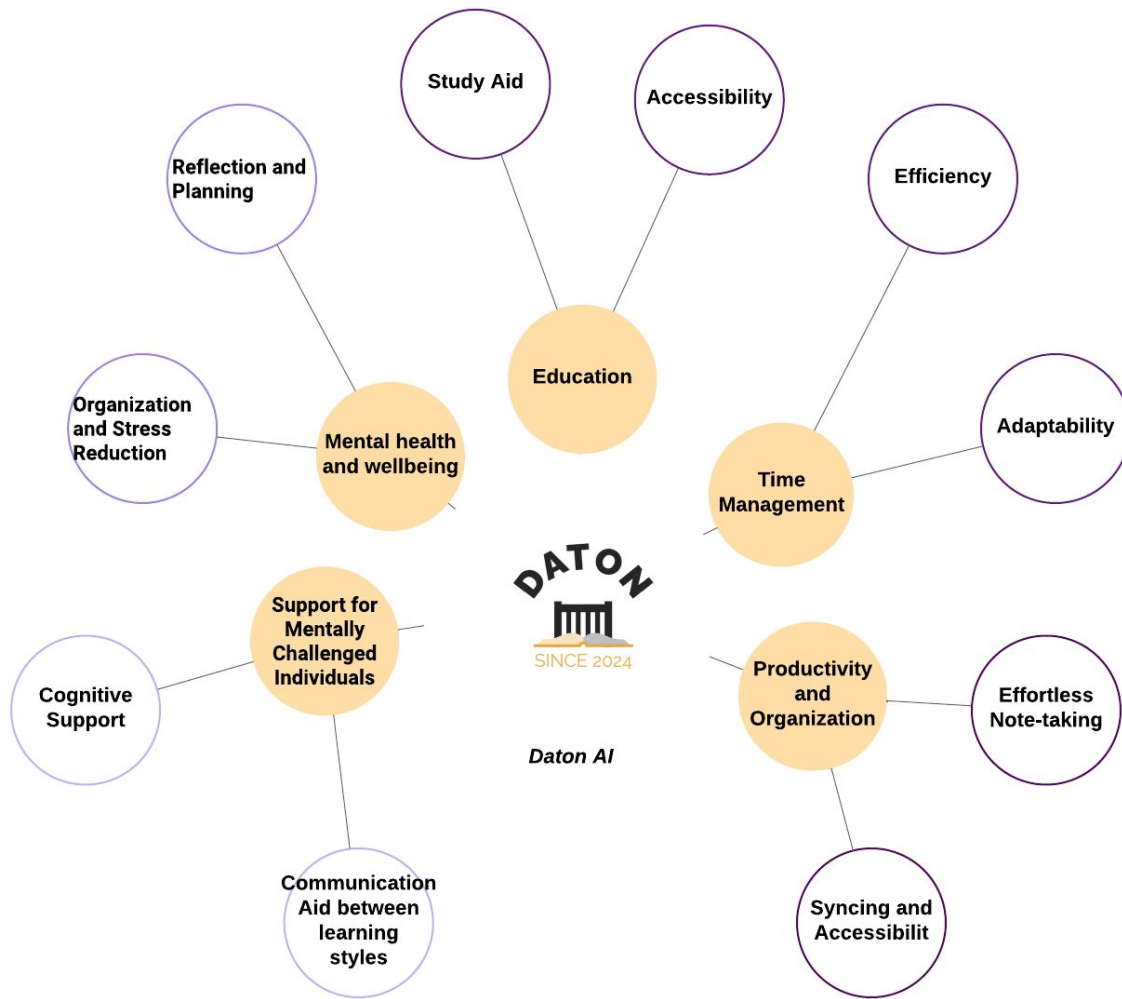 Study Aid
Accessibility
Reflection and
Planning
Efficiency
Education
Organization
and Stress
Reduction
Mental health
and wellbeing
Adaptability
Time
Management
DATON
SINCE 2024
Daton AI
Support for
Mentally
Challenged
Individuals
Productivity
and
Organization
Cognitive
Support
Effortless
Note-taking
Communication
Aid between
learning
styles
Syncing and
Accessibilit